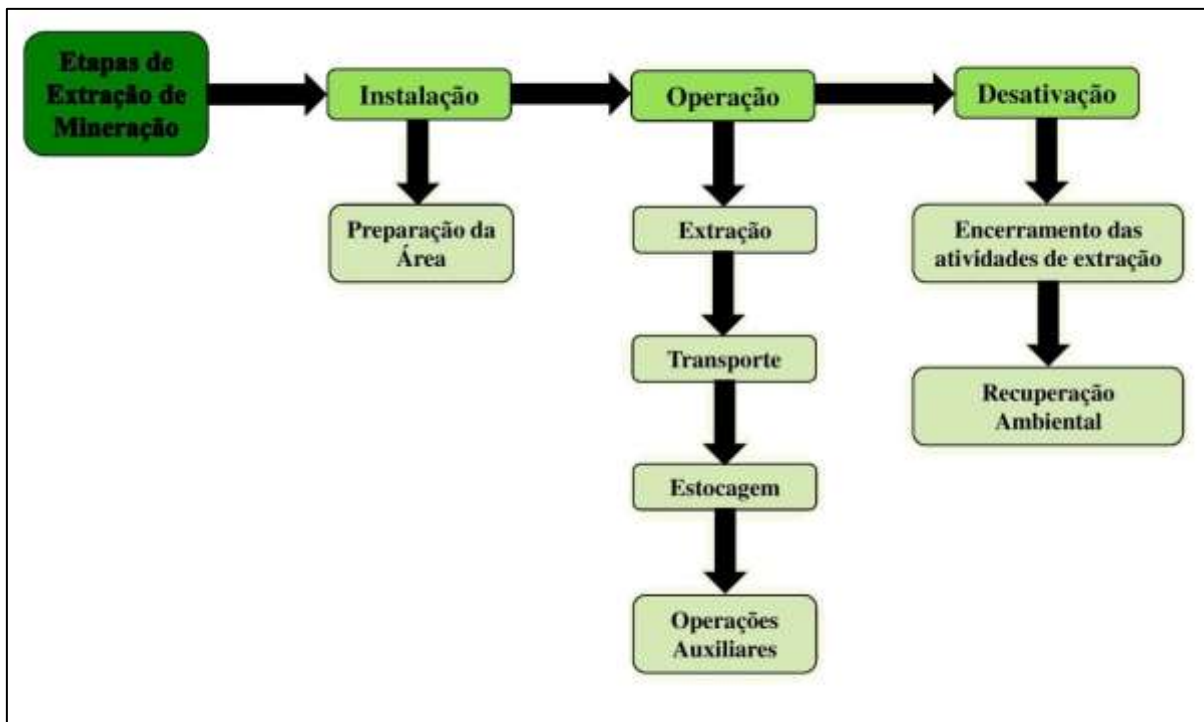 Etapas de
Extração de
Mineração
Instalação
Operação
Desativação
Preparação da
Área
Extração
Transporte
Estocagem
Operações
Auxiliares
Encerramento das
atividades de extração
Recuperação
Ambiental